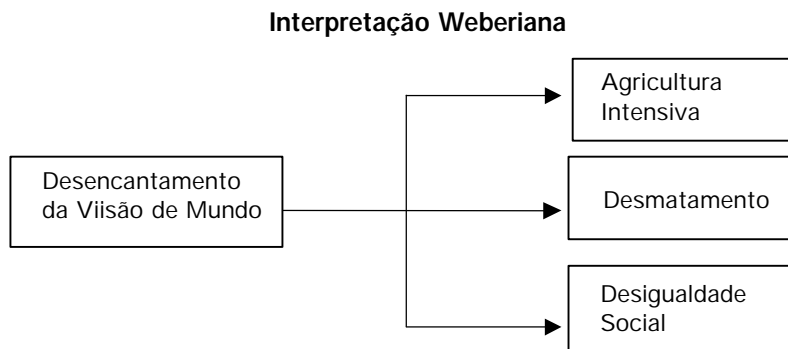 Interpretação Weberiana
Agricultura
Intensiva
Desencantamento
da Viisão de Mundo
Desmatamento
Desigualdade
Social